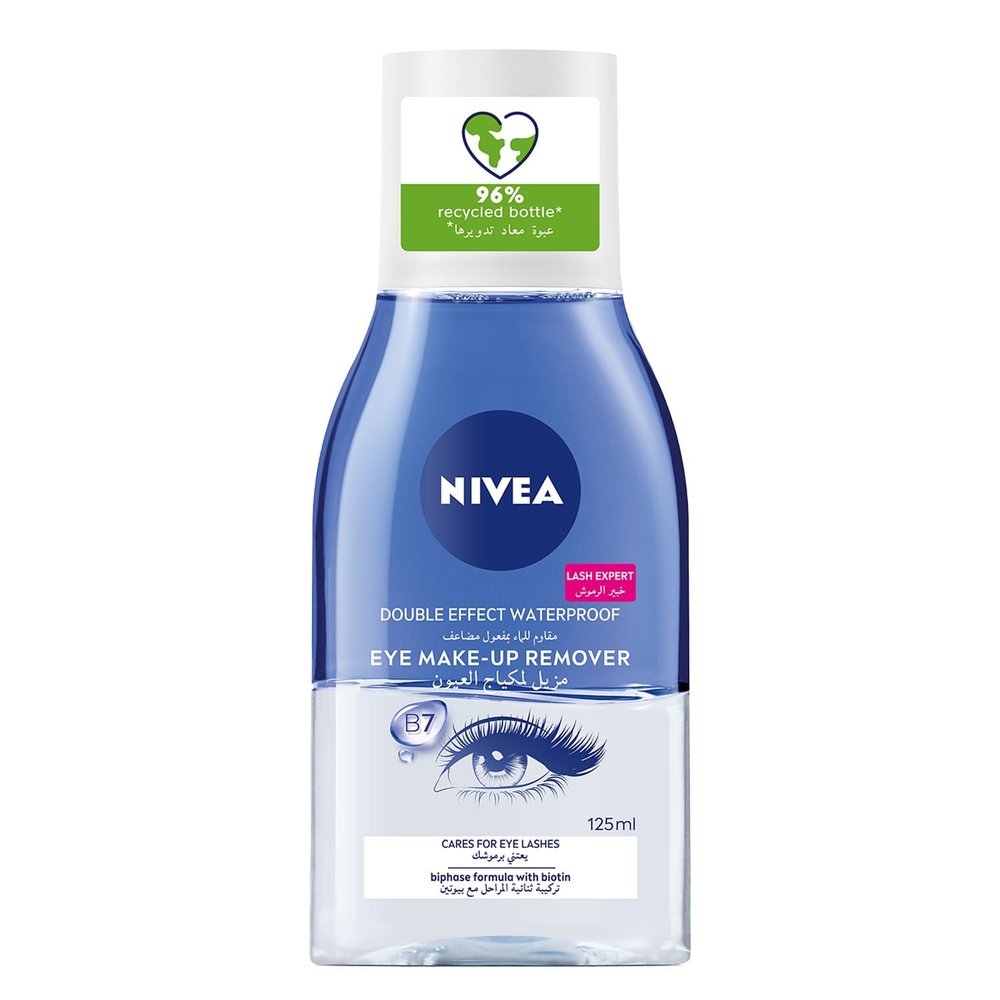 96%
recycled bottle*
عبوة معاد تدويرها*
NIVEA
LASH EXPERT
خبير الرموش
DOUBLE EFFECT WATERPROOF
مقاوم للماء بمفعول مضاعف
EYE MAKE-UP REMOVER
مزيل لمكياج العيون
B7
125ml
CARES FOR EYE LASHES
يعتني برموشك
biphase formula with biotin
تركيبة ثنائية المراحل مع بيوتين